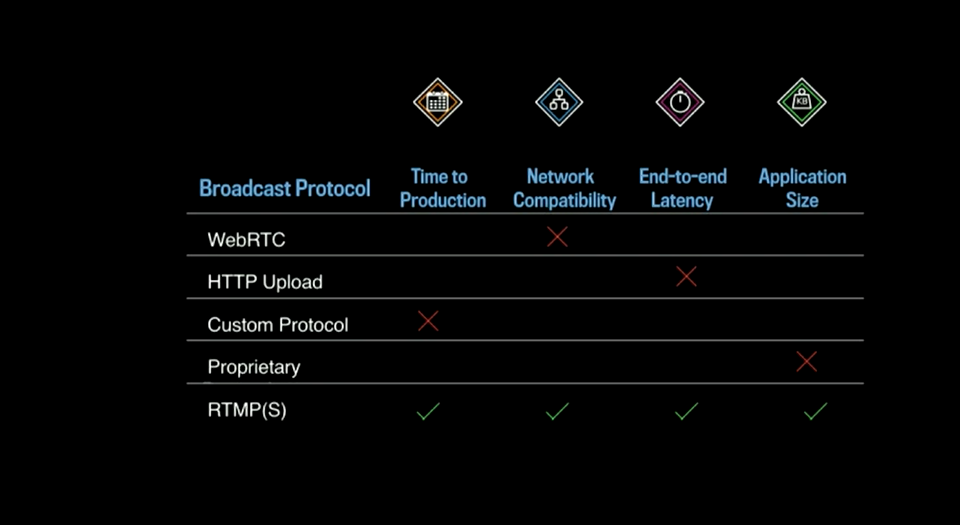 KB
Broadcast Protocol
Time to
Production
Network
Compatibility
End-to-end
Latency
Application
Size
WebRTC
HTTP Upload
Custom Protocol
Proprietary
RTMP(S)